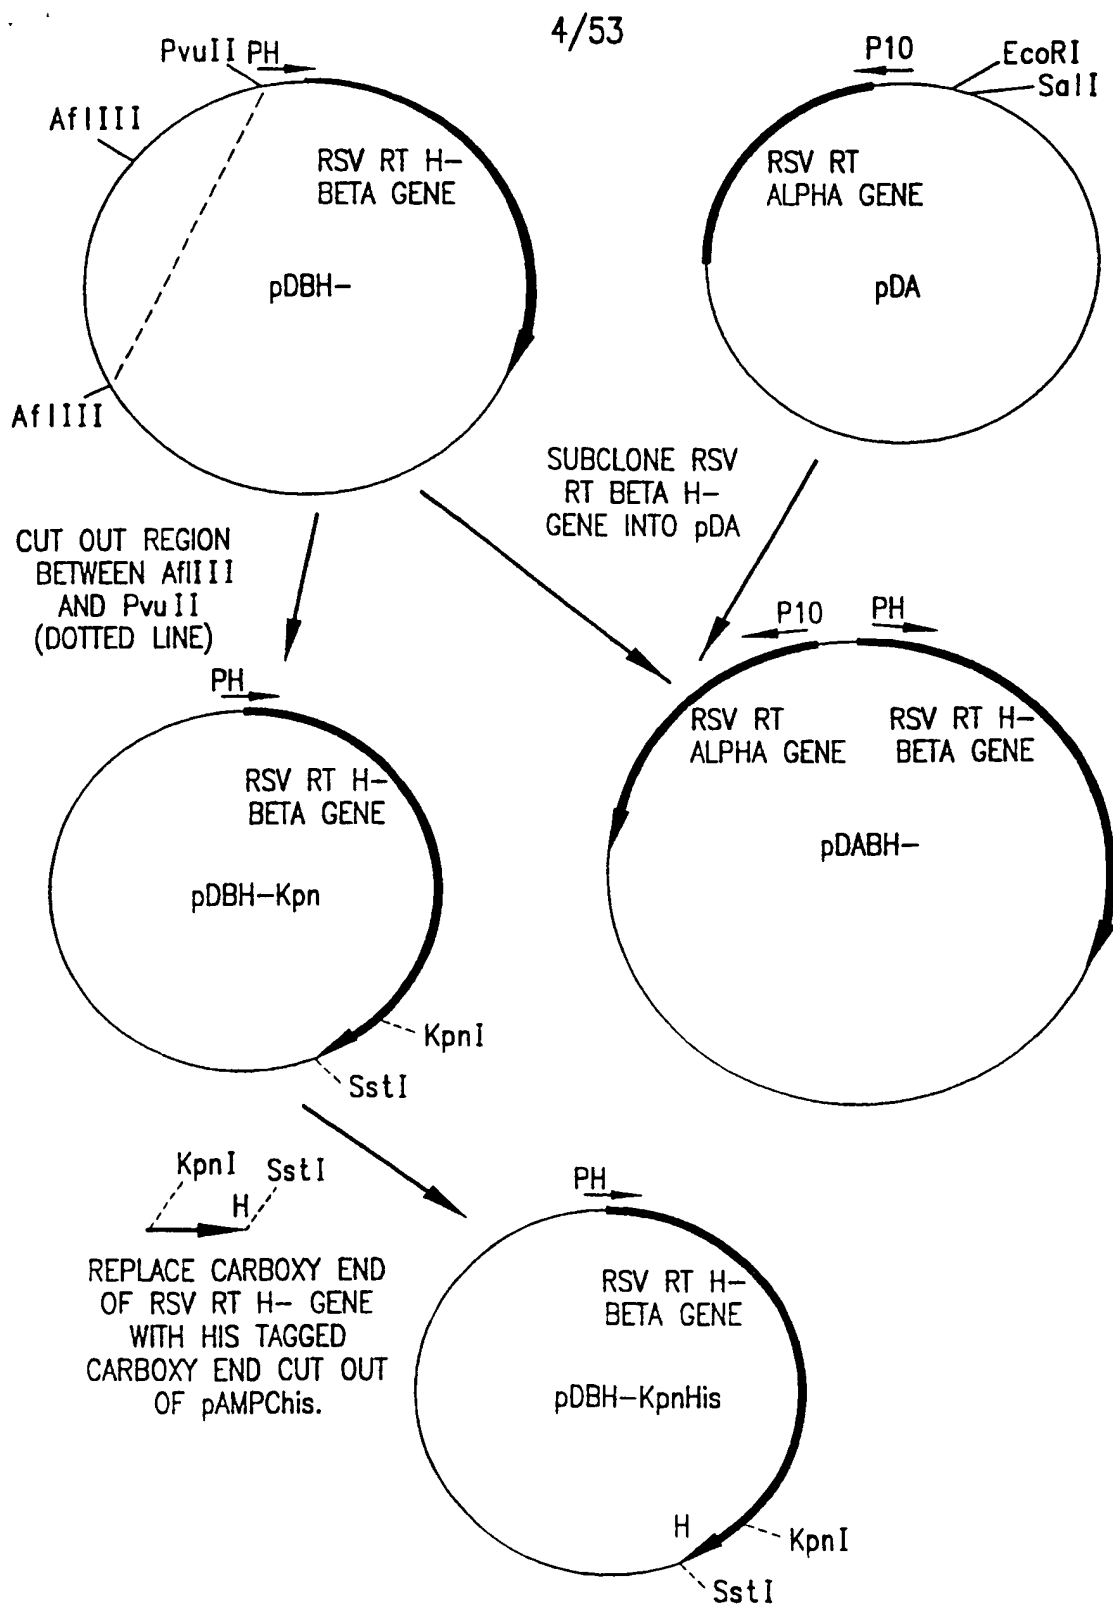 4/53
PvuII PH
AflIII
RSV RT H-
BETA GENE
pDBH-
AflIII
P10
EcoRI
SalI
RSV RT
ALPHA GENE
pDA
SUBCLONE RSV
RT BETA H-
GENE INTO pDA
CUT OUT REGION
BETWEEN AflIII
AND PvuII
(DOTTED LINE)
P10 PH
RSV RT
ALPHA GENE
RSV RT H-
BETA GENE
pDABH-
PH
RSV RT H-
BETA GENE
pDBH-Kpn
KpnI
SstI
KpnI SstI
H
REPLACE CARBOXY END
OF RSV RT H- GENE
WITH HIS TAGGED
CARBOXY END CUT OUT
OF pAMPChis.
PH
RSV RT H-
BETA GENE
pDBH-KpnHis
H
KpnI
SstI